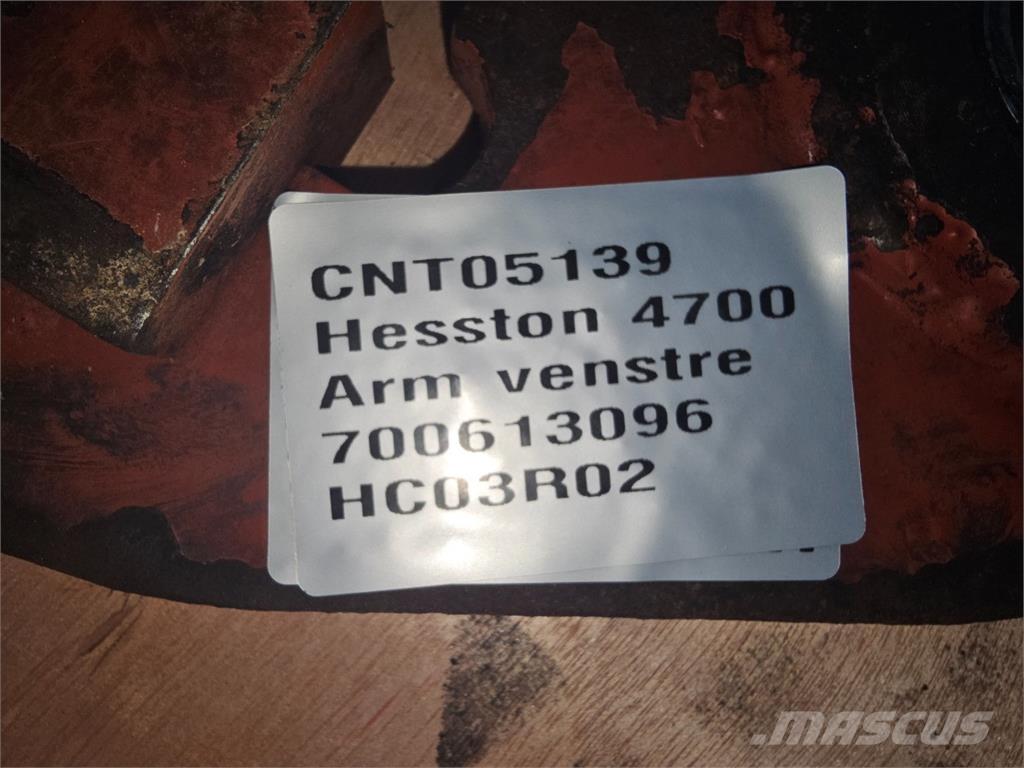 CNT05139
Hesston 4700
Arm venstre
700613096
HC03R02
MASCUS